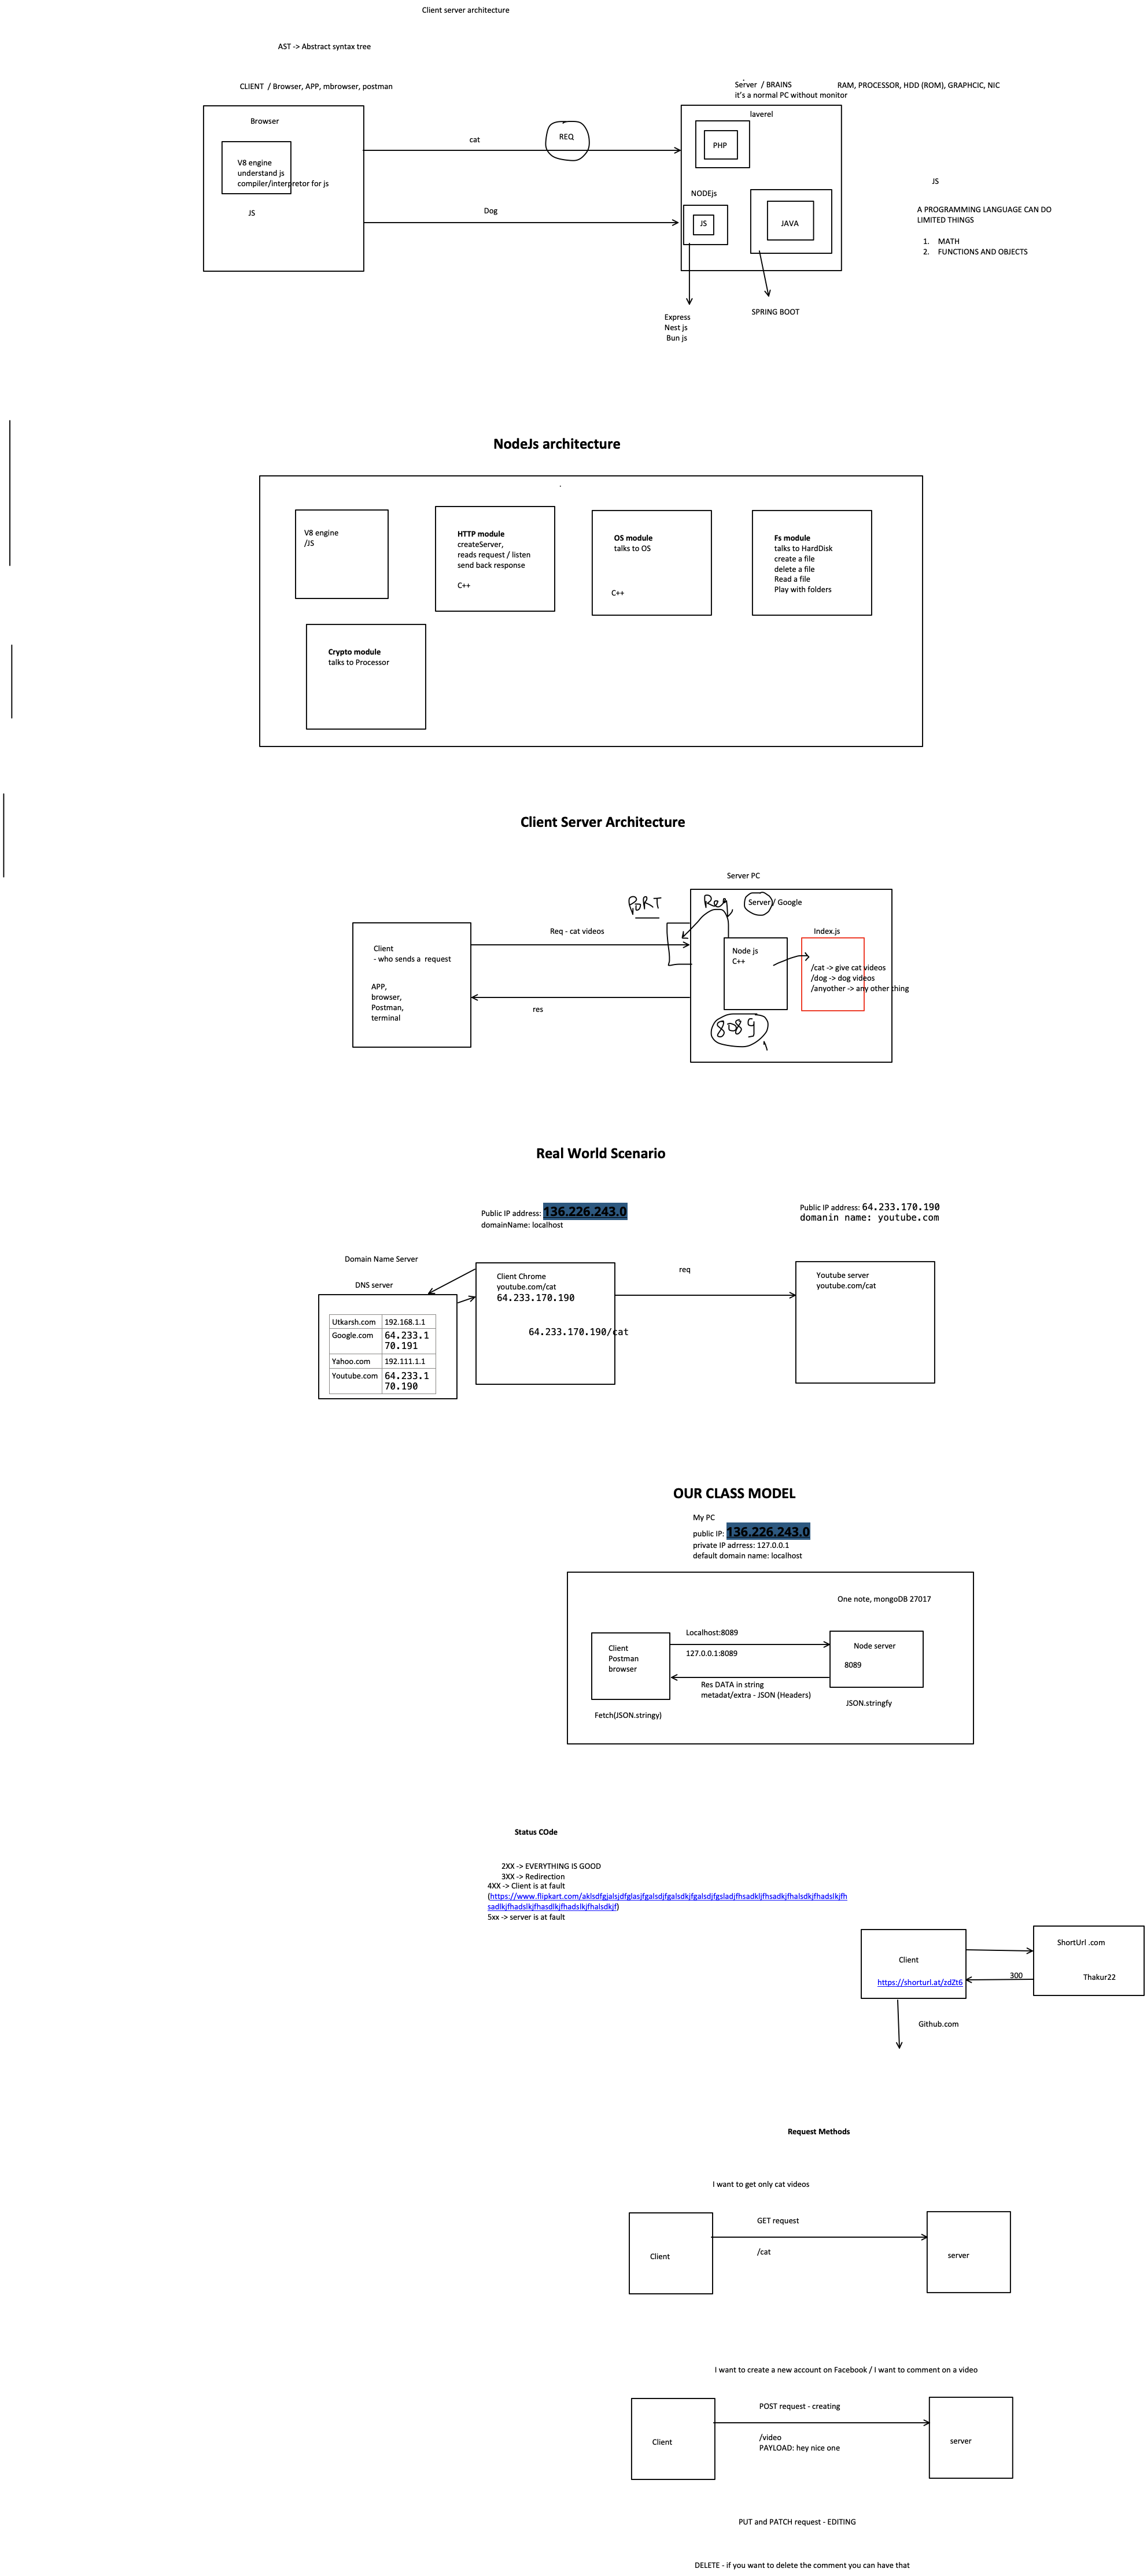 Client server architecture
AST -> Abstract syntax tree
CLIENT / Browser, APP, mbrowser, postman
Server / BRAINS
it's a normal PC without monitor
RAM, PROCESSOR, HDD (ROM), GRAPHCIC, NIC
Browser
V8 engine
understand js
compiler/interpretor for js
JS
cat
REQ
Dog
laverel
PHP
NODEjs
JS
JAVA
Express
Nest js
Bun js
SPRING BOOT
JS
A PROGRAMMING LANGUAGE CAN DO
LIMITED THINGS
1. MATH
2. FUNCTIONS AND OBJECTS
NodeJs architecture
V8 engine
/JS
HTTP module
createServer,
reads request / listen
send back response
C++
OS module
talks to OS
C++
Fs module
talks to HardDisk
create a file
delete a file
Read a file
Play with folders
Crypto module
talks to Processor
Client Server Architecture
Server PC
PORT
Req
Server / Google
Client
- who sends a request
APP,
browser,
Postman,
terminal
Req - cat videos
res
Node js
C++
Index.js
/cat -> give cat videos
/dog -> dog videos
/anyother -> any other thing
8089
Real World Scenario
Public IP address: 136.226.243.0
domainName: localhost
Public IP address: 64.233.170.190
domanin name: youtube.com
Domain Name Server
DNS server
Utkarsh.com 192.168.1.1
Google.com 64.233.1
70.191
Yahoo.com 192.111.1.1
Youtube.com 64.233.1
70.190
Client Chrome
youtube.com/cat
64.233.170.190
64.233.170.190/cat
req
Youtube server
youtube.com/cat
OUR CLASS MODEL
My PC
public IP: 136.226.243.0
private IP adrress: 127.0.0.1
default domain name: localhost
One note, mongoDB 27017
Client
Postman
browser
Localhost:8089
127.0.0.1:8089
Res DATA in string
metadat/extra - JSON (Headers)
Node server
8089
JSON.stringfy
Fetch(JSON.stringy)
Status COde
2XX -> EVERYTHING IS GOOD
3XX -> Redirection
4XX -> Client is at fault
(https://www.flipkart.com/aklsdfgjalsjdfglasjfgalsdjfgalsdkjfgalsdjfgsladjfhsadkljfhsadkjfhalsdkjfhadslkjfh
sadlkjfhadslkjfhasdlkjfhadslkjfhalsdkjf)
5xx -> server is at fault
Client
https://shorturl.at/zdZt6
300
ShortUrl .com
Thakur22
Github.com
Request Methods
I want to get only cat videos
Client
GET request
/cat
server
I want to create a new account on Facebook / I want to comment on a video
Client
POST request - creating
/video
PAYLOAD: hey nice one
server
PUT and PATCH request - EDITING
DELETE - if you want to delete the comment you can have that